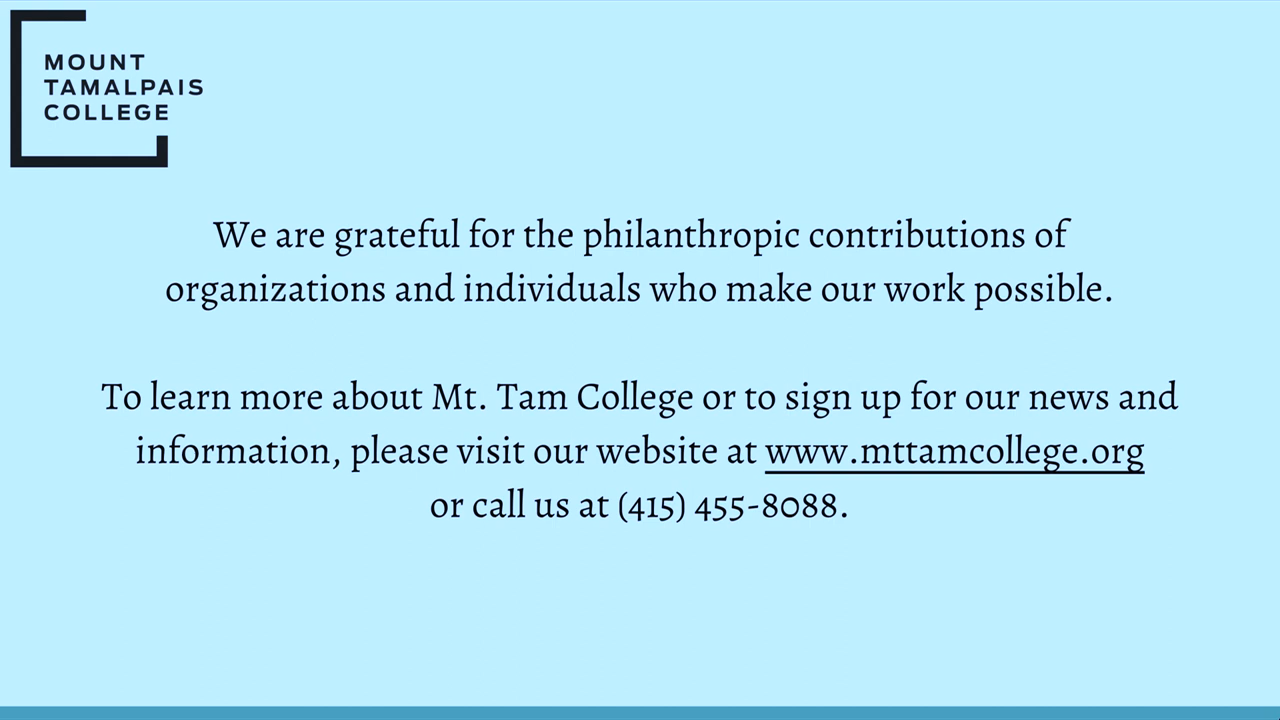 MOUNT
TAMALPAIS
COLLEGE
We are grateful for the philanthropic contributions of
organizations and individuals who make our work possible.
To learn more about Mt. Tam College or to sign up for our news and
information, please visit our website at www.mttamcollege.org
or call us at (415) 455-8088.